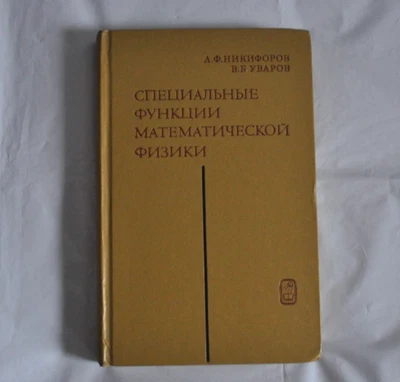 А.Ф.НИКИФОРОВ
В.Б.УВАРОВ
СПЕЦИАЛЬНЫЕ
ФУНКЦИИ
МАТЕМАТИЧЕСКОЙ
ФИЗИКИ